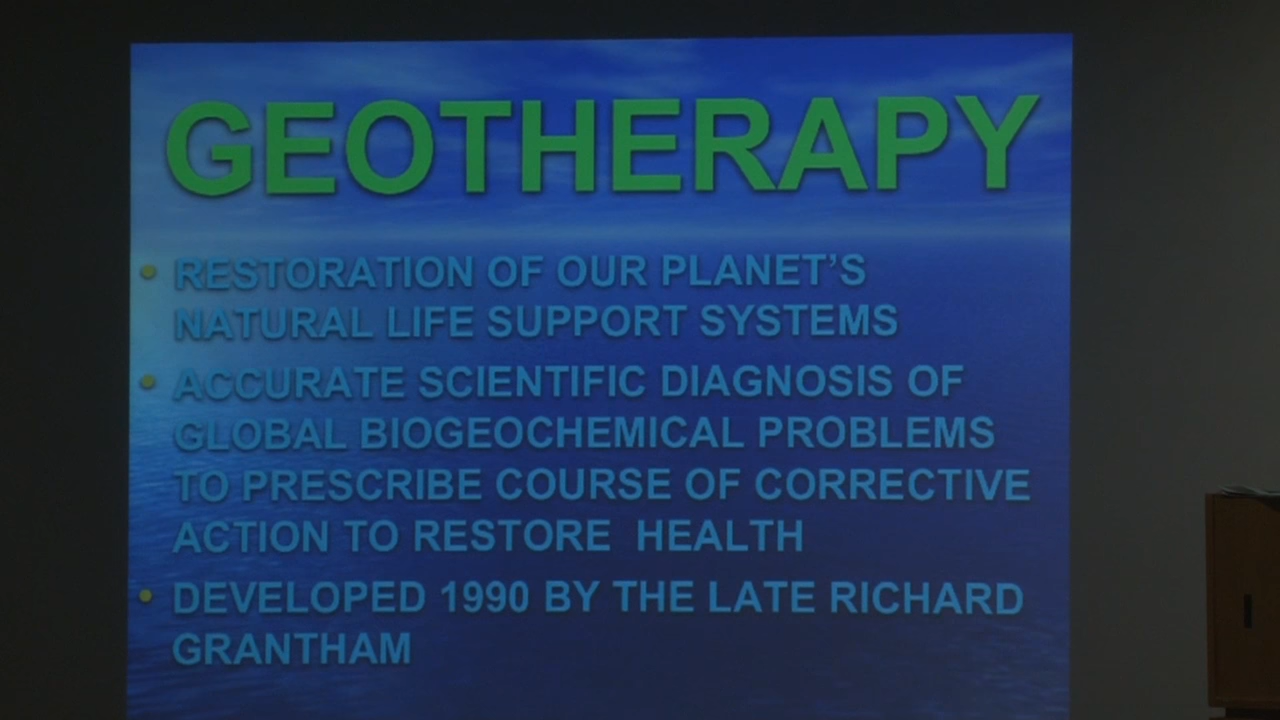 GEOTHERAPY
• RESTORATION OF OUR PLANET’S
NATURAL LIFE SUPPORT SYSTEMS
• ACCURATE SCIENTIFIC DIAGNOSIS OF
GLOBAL BIOGEOCHEMICAL PROBLEMS
TO PRESCRIBE COURSE OF CORRECTIVE
ACTION TO RESTORE HEALTH
• DEVELOPED 1990 BY THE LATE RICHARD
GRANTHAM